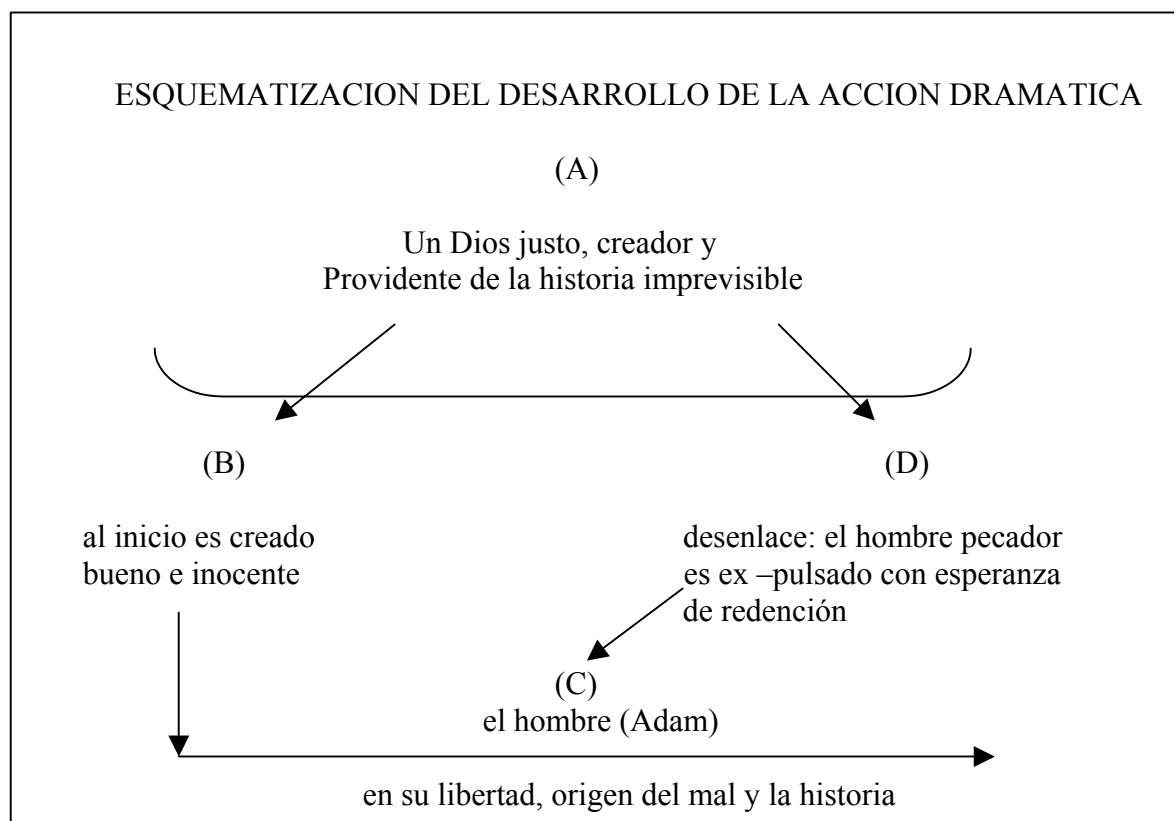 ESQUEMATIZACION DEL DESARROLLO DE LA ACCION DRAMATICA
(A)
Un Dios justo, creador y
Providente de la historia imprevisible
(B)
al inicio es creado
bueno e inocente
(D)
desenlace: el hombre pecador
es ex –pulsado con esperanza
de redención
(C)
el hombre (Adam)
en su libertad, origen del mal y la historia